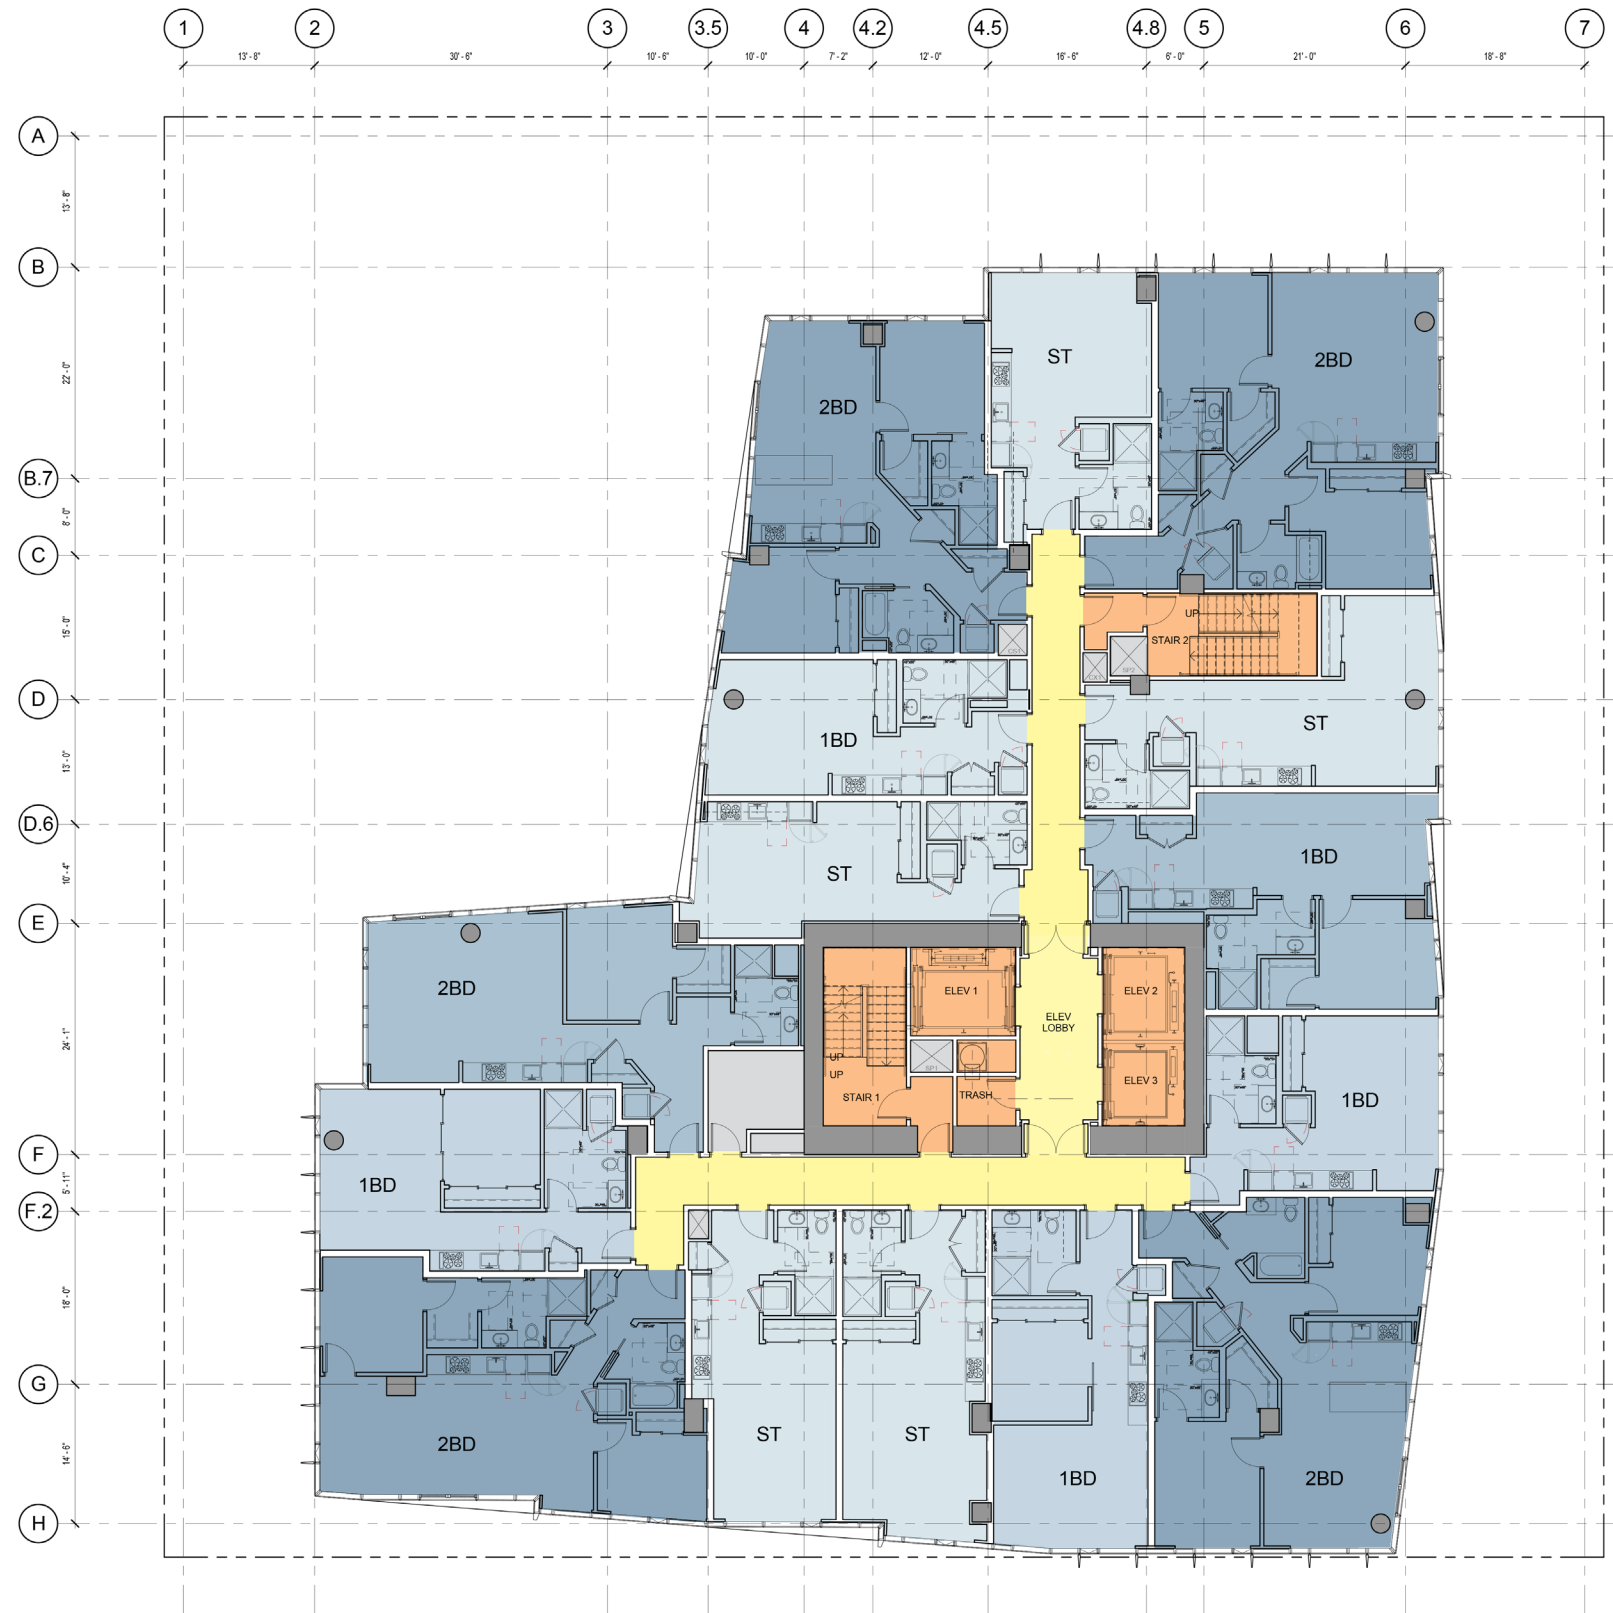 1 2 3 3.5 4 4.2 4.5 4.8 5 6 7
13' - 8" 30' - 6" 10' - 6" 10' - 0" 7' - 2" 12' - 0" 16' - 6" 6' - 0" 21' - 0" 18' - 8"
A
13' - 8"
B
22' - 0"
B.7
8' - 0"
C
15' - 0"
D
13' - 0"
D.6
10' - 4"
E
24' - 1"
F
5' - 11"
F.2
18' - 0"
G
14' - 6"
H
ST
2BD
2BD
UP
STAIR 2
CS1
CX1
SP2
ST
1BD
1BD
ST
2BD
ELEV 1
ELEV 2
ELEV
LOBBY
UP
UP
SP1
ELEV 3
STAIR 1
TRASH
1BD
1BD
2BD
ST
ST
1BD
2BD